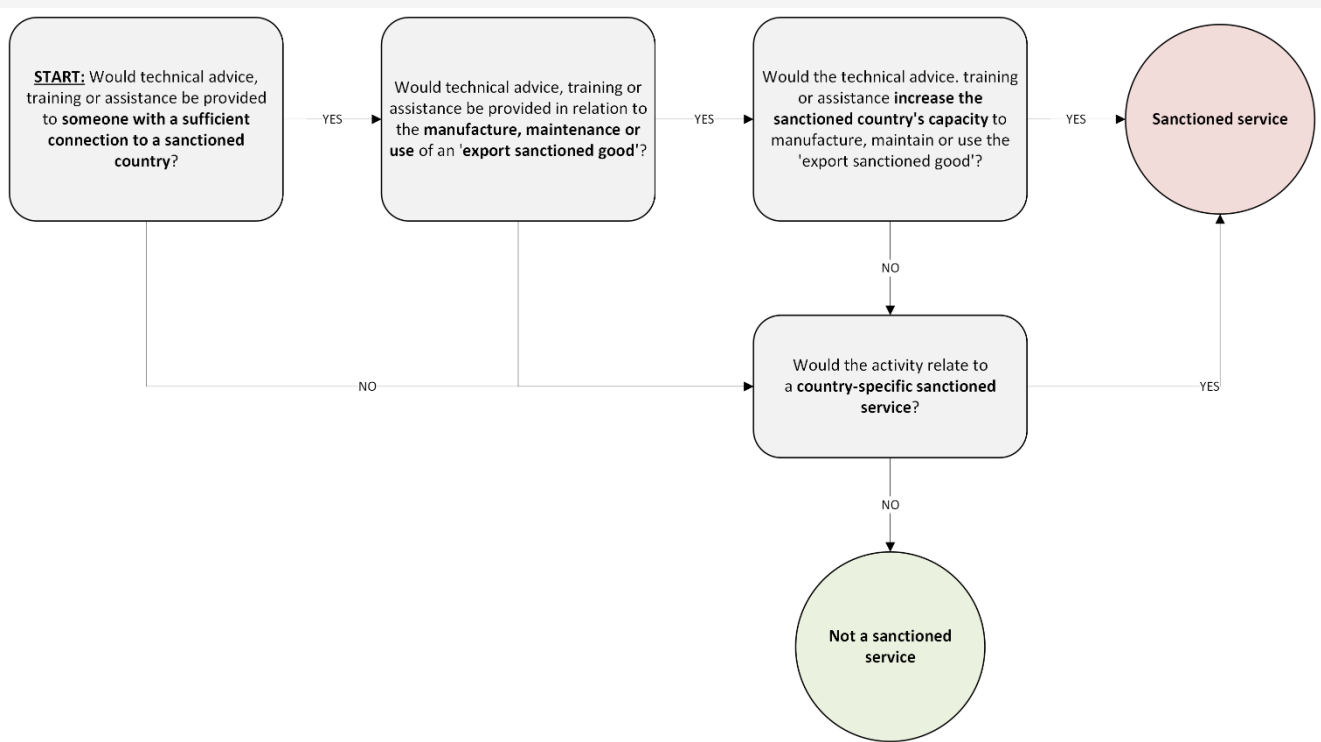 START: Would technical advice,
training or assistance be provided
to someone with a sufficient
connection to a sanctioned
country?
YES
Would technical advice, training or
assistance be provided in relation to
the manufacture, maintenance or
use of an 'export sanctioned good'?
YES
Would the technical advice. training
or assistance increase the
sanctioned country's capacity to
manufacture, maintain or use the
'export sanctioned good'?
YES
Sanctioned service
NO
NO
Would the activity relate to
a country-specific sanctioned
service?
YES
NO
Not a sanctioned
service